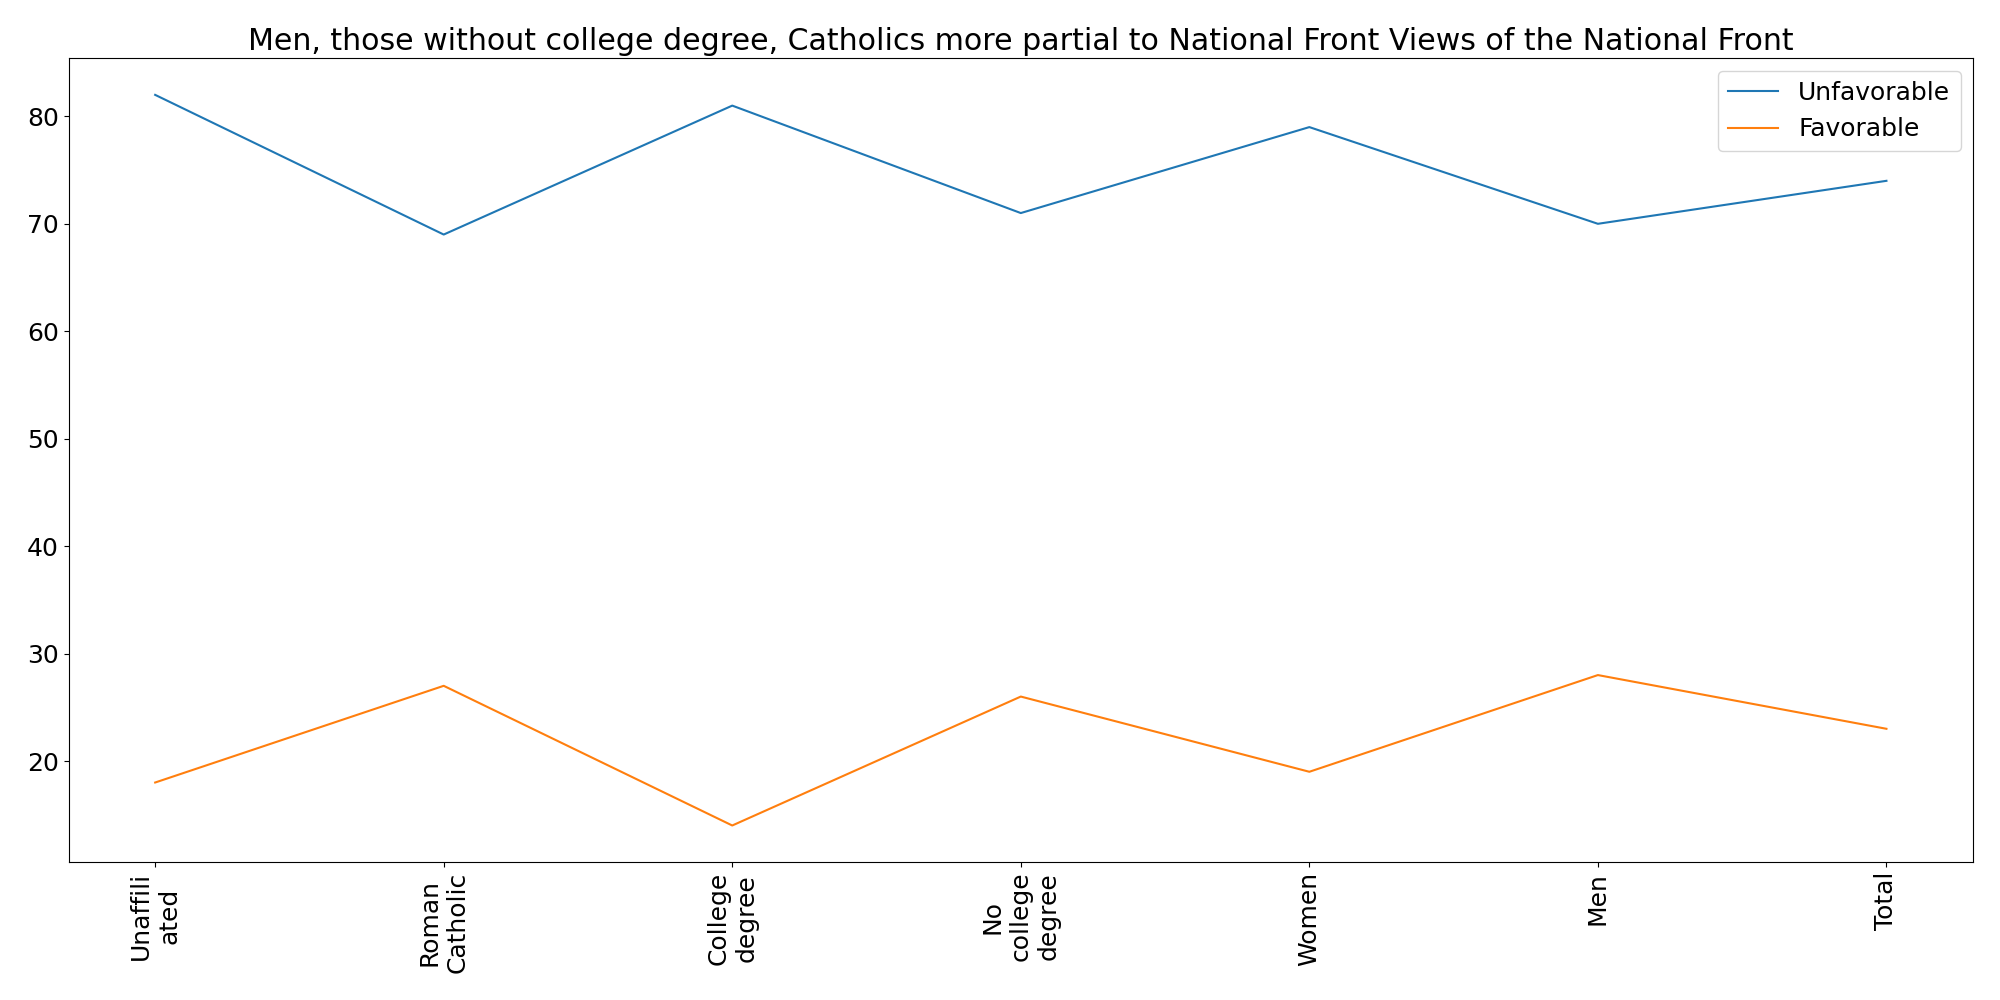 Men, those without college degree, Catholics more partial to National Front Views of the National Front
Unfavorable
Favorable
80
70
60
50
40
30
20
Unaffili
ated
Roman
Catholic
College
degree
No
college
degree
Women
Men
Total